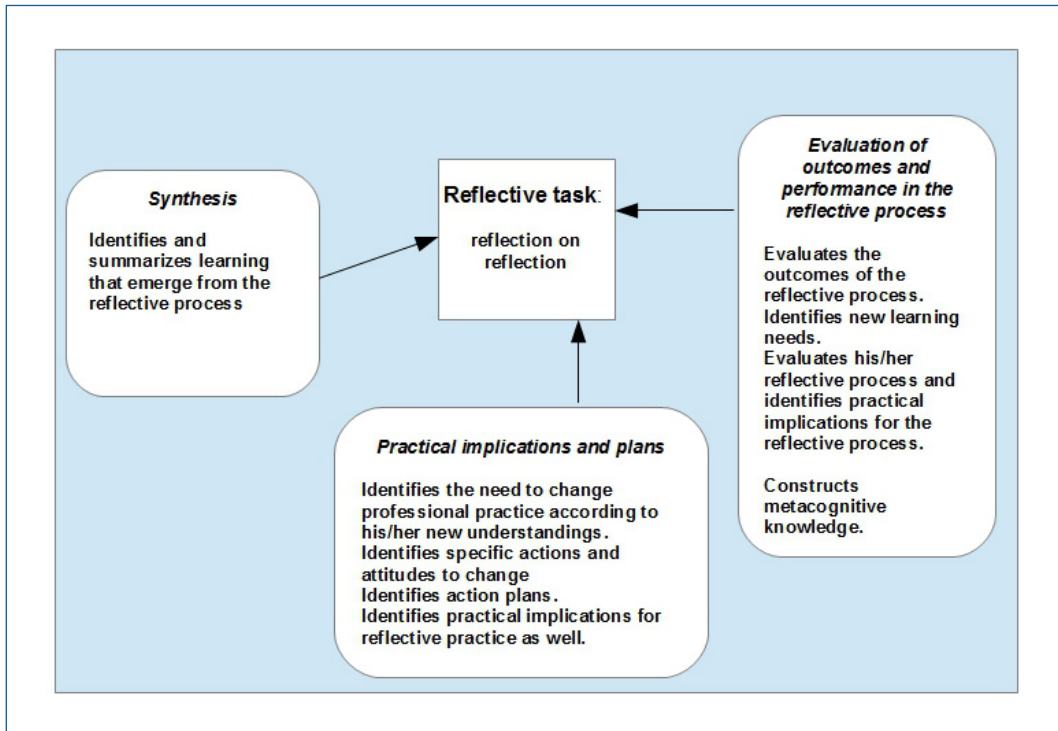 Synthesis
Identifies and
summarizes learning
that emerge from the
reflective process
Reflective task:
reflection on
reflection
Evaluation of
outcomes and
performance in the
reflective process
Evaluates the
outcomes of the
reflective process.
Identifies new learning
needs.
Evaluates his/her
reflective process and
identifies practical
implications for the
reflective process.
Constructs
metacognitive
knowledge.
Practical implications and plans
Identifies the need to change
professional practice according to
his/her new understandings.
Identifies specific actions and
attitudes to change
Identifies action plans.
Identifies practical implications for
reflective practice as well.